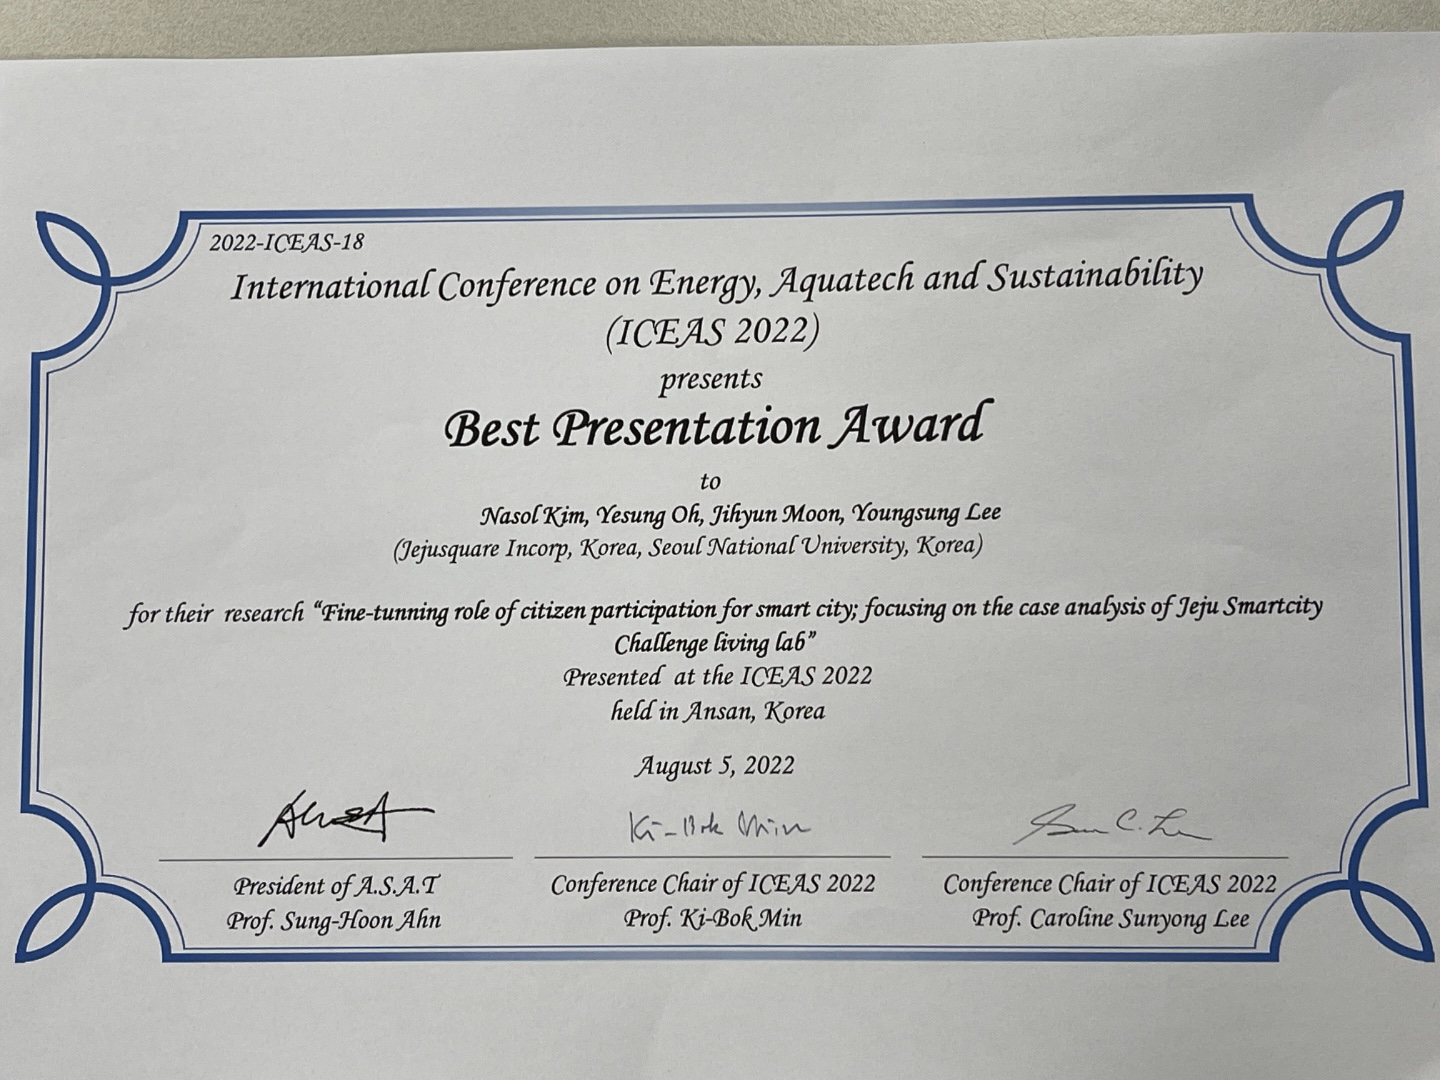 2022-ICEAS-18
International Conference on Energy, Aquatech and Sustainability
(ICEAS 2022)
presents
Best Presentation Award
to
Nasol Kim, Yesung Oh, Jihyun Moon, Youngsung Lee
(Jejusquare Incorp, Korea, Seoul National University, Korea)
for their research “Fine-tunning role of citizen participation for smart city; focusing on the case analysis of Jeju Smartcity
Challenge living lab”
Presented at the ICEAS 2022
held in Ansan, Korea
August 5, 2022
Ki-Bok Min
President of A.S.A.T
Prof. Sung-Hoon Ahn
Conference Chair of ICEAS 2022
Prof. Ki-Bok Min
Conference Chair of ICEAS 2022
Prof. Caroline Sunyong Lee